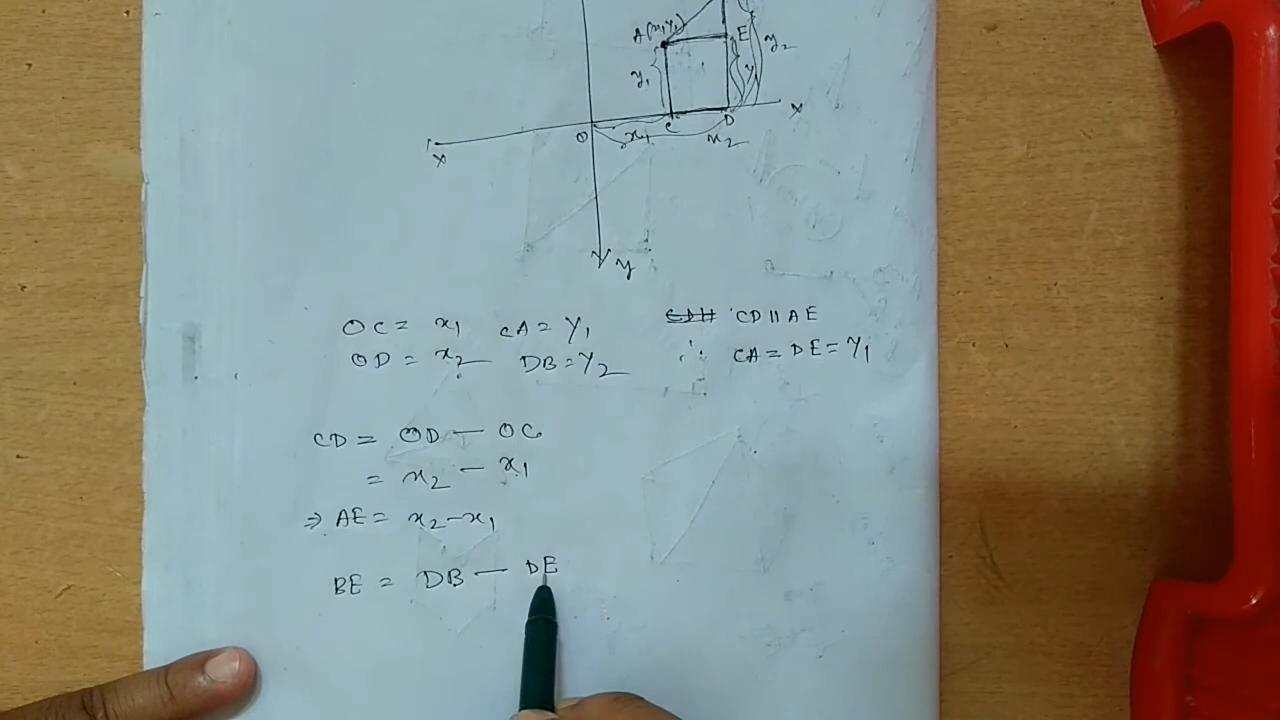 A(x1 y1)
E
y2
y1
y
X
O
C
D
x1
x2
X
y
OC = x1 CA = y1
CD || AE
OD = x2 DB = y2
∴ CA = DE = y1
CD = OD — OC
= x2 — x1
⇒ AE = x2 — x1
BE = DB — DE